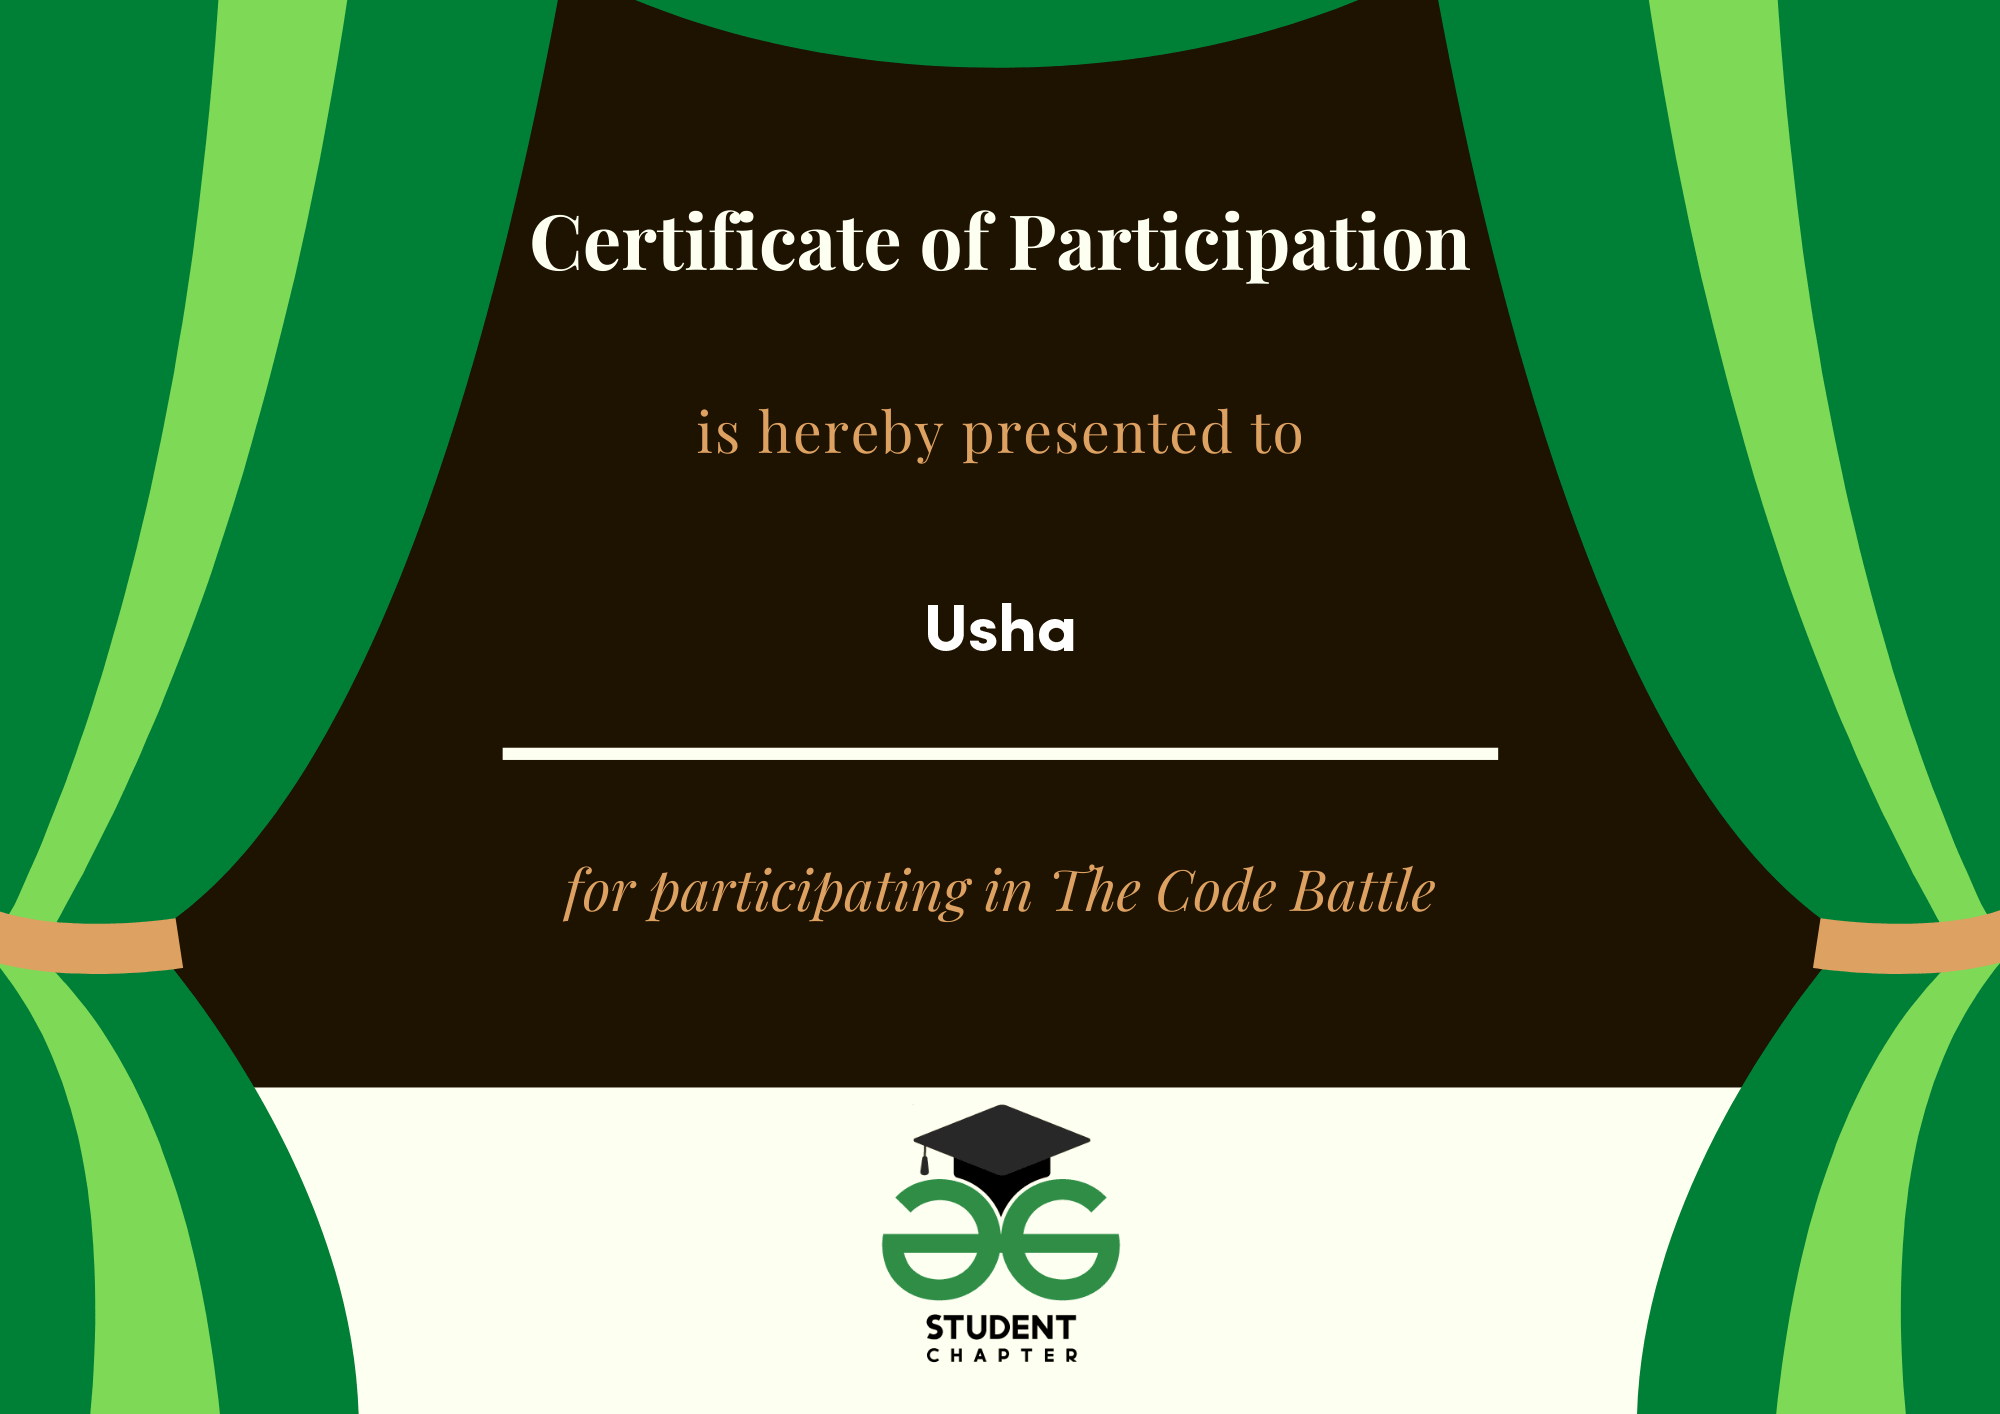 Certificate of Participation
is hereby presented to
Usha
for participating in The Code Battle
STUDENT
CHAPTER